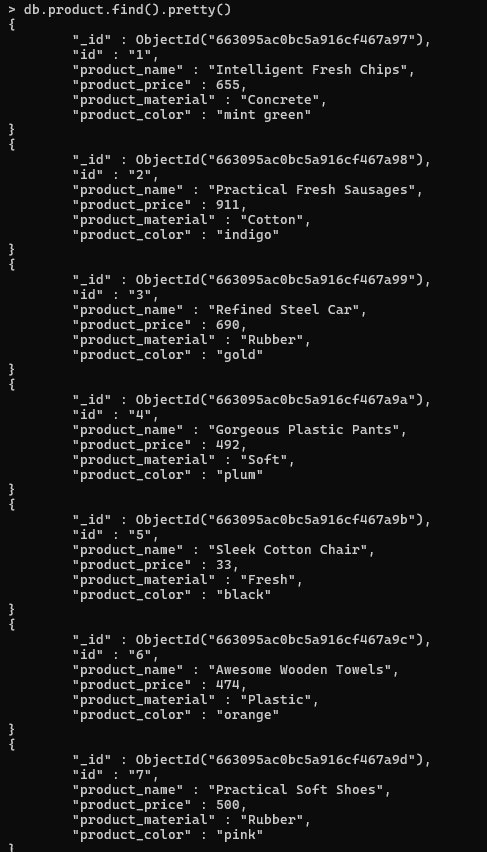 > db.product.find().pretty()
{
        "_id" : ObjectId("663095ac0bc5a916cf467a97"),
        "id" : "1",
        "product_name" : "Intelligent Fresh Chips",
        "product_price" : 655,
        "product_material" : "Concrete",
        "product_color" : "mint green"
}
{
        "_id" : ObjectId("663095ac0bc5a916cf467a98"),
        "id" : "2",
        "product_name" : "Practical Fresh Sausages",
        "product_price" : 911,
        "product_material" : "Cotton",
        "product_color" : "indigo"
}
{
        "_id" : ObjectId("663095ac0bc5a916cf467a99"),
        "id" : "3",
        "product_name" : "Refined Steel Car",
        "product_price" : 690,
        "product_material" : "Rubber",
        "product_color" : "gold"
}
{
        "_id" : ObjectId("663095ac0bc5a916cf467a9a"),
        "id" : "4",
        "product_name" : "Gorgeous Plastic Pants",
        "product_price" : 492,
        "product_material" : "Soft",
        "product_color" : "plum"
}
{
        "_id" : ObjectId("663095ac0bc5a916cf467a9b"),
        "id" : "5",
        "product_name" : "Sleek Cotton Chair",
        "product_price" : 33,
        "product_material" : "Fresh",
        "product_color" : "black"
}
{
        "_id" : ObjectId("663095ac0bc5a916cf467a9c"),
        "id" : "6",
        "product_name" : "Awesome Wooden Towels",
        "product_price" : 474,
        "product_material" : "Plastic",
        "product_color" : "orange"
}
{
        "_id" : ObjectId("663095ac0bc5a916cf467a9d"),
        "id" : "7",
        "product_name" : "Practical Soft Shoes",
        "product_price" : 500,
        "product_material" : "Rubber",
        "product_color" : "pink"
}